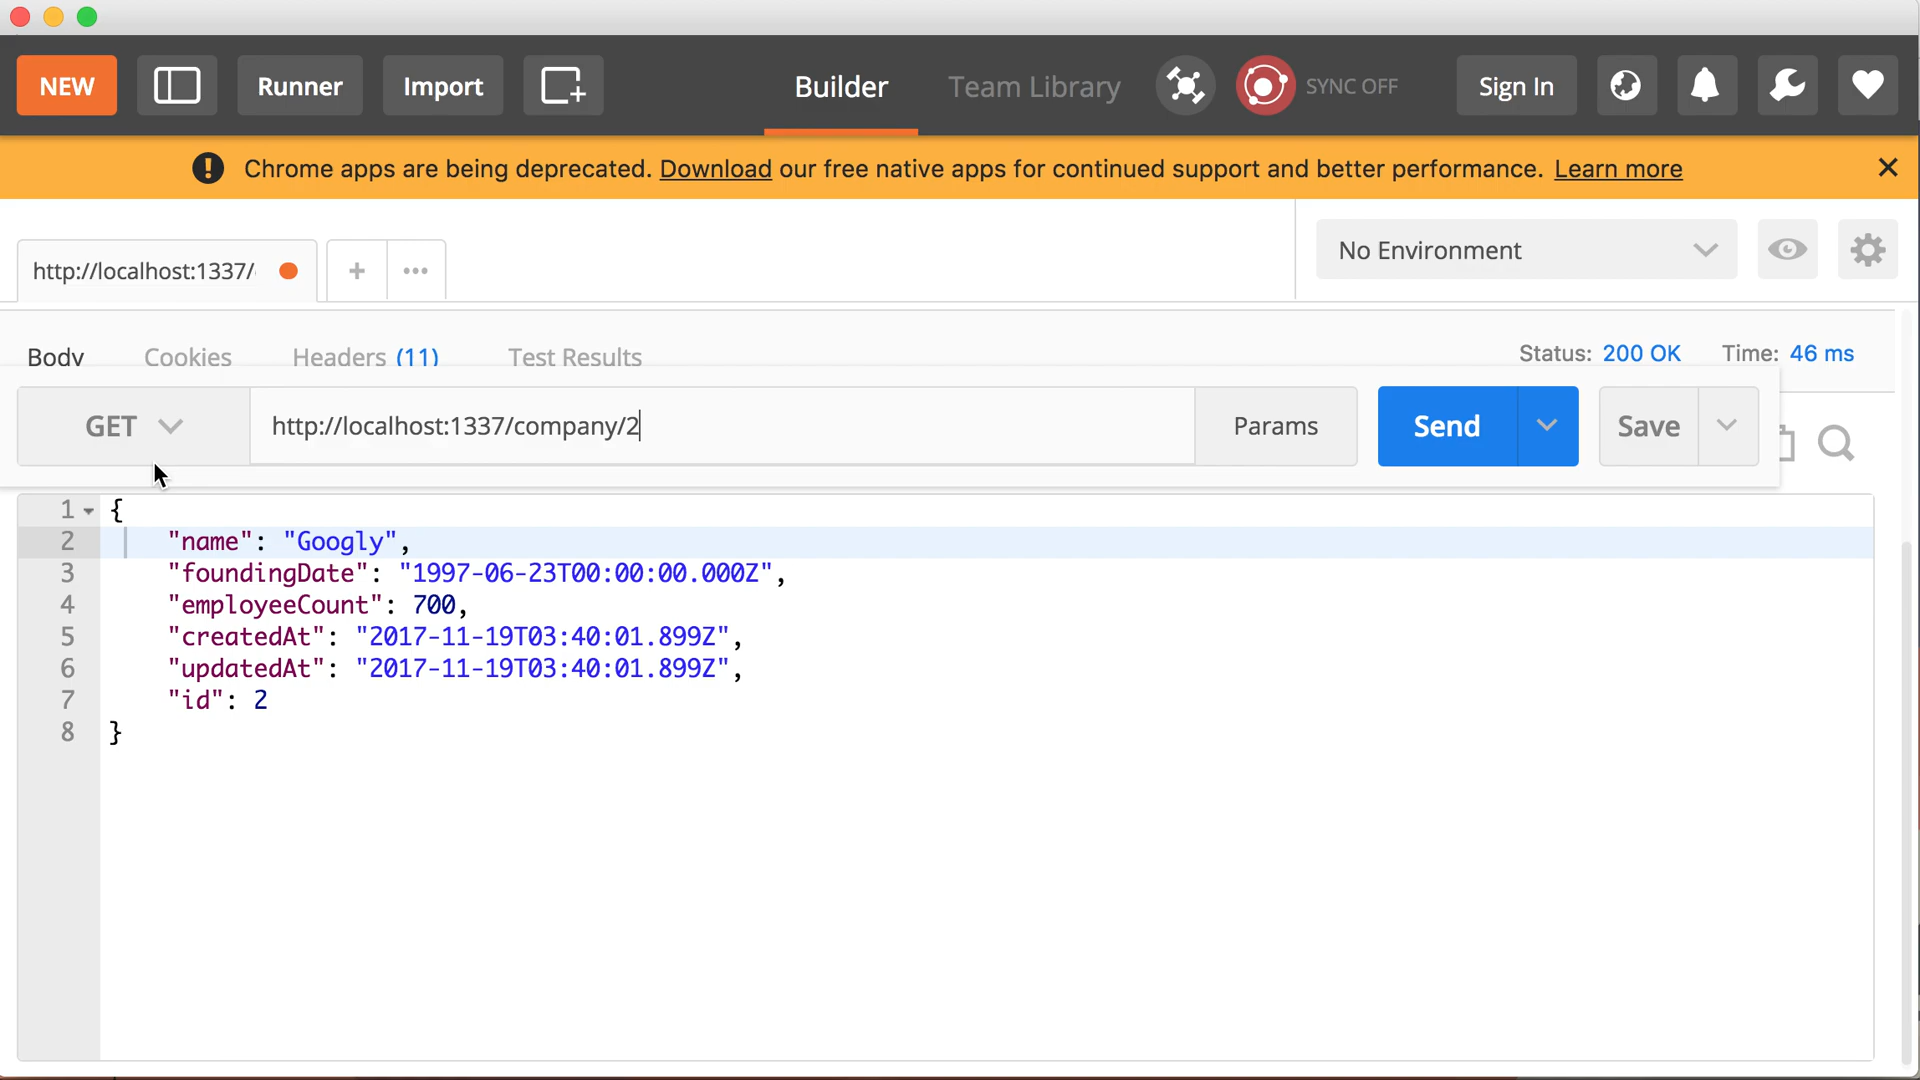 NEW Runner Import Builder Team Library SYNC OFF Sign In
Chrome apps are being deprecated. Download our free native apps for continued support and better performance. Learn more
http://localhost:1337/ No Environment
Body Cookies Headers (11) Test Results Status: 200 OK Time: 46 ms
GET http://localhost:1337/company/2 Params Send Save
1 {
2 "name": "Googly",
3 "foundingDate": "1997-06-23T00:00:00.000Z",
4 "employeeCount": 700,
5 "createdAt": "2017-11-19T03:40:01.899Z",
6 "updatedAt": "2017-11-19T03:40:01.899Z",
7 "id": 2
8 }